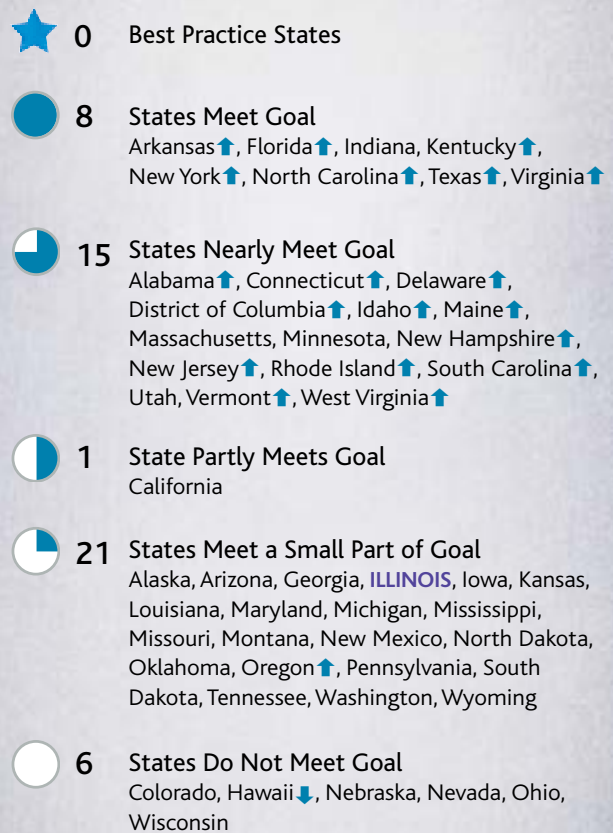 0 Best Practice States
8 States Meet Goal
Arkansas⬆, Florida⬆, Indiana, Kentucky⬆,
New York⬆, North Carolina⬆, Texas⬆, Virginia⬆
15 States Nearly Meet Goal
Alabama⬆, Connecticut⬆, Delaware⬆,
District of Columbia⬆, Idaho⬆, Maine⬆,
Massachusetts, Minnesota, New Hampshire⬆,
New Jersey⬆, Rhode Island⬆, South Carolina⬆,
Utah, Vermont⬆, West Virginia⬆
1 State Partly Meets Goal
California
21 States Meet a Small Part of Goal
Alaska, Arizona, Georgia, ILLINOIS, Iowa, Kansas,
Louisiana, Maryland, Michigan, Mississippi,
Missouri, Montana, New Mexico, North Dakota,
Oklahoma, Oregon⬆, Pennsylvania, South
Dakota, Tennessee, Washington, Wyoming
6 States Do Not Meet Goal
Colorado, Hawaii⬇, Nebraska, Nevada, Ohio,
Wisconsin